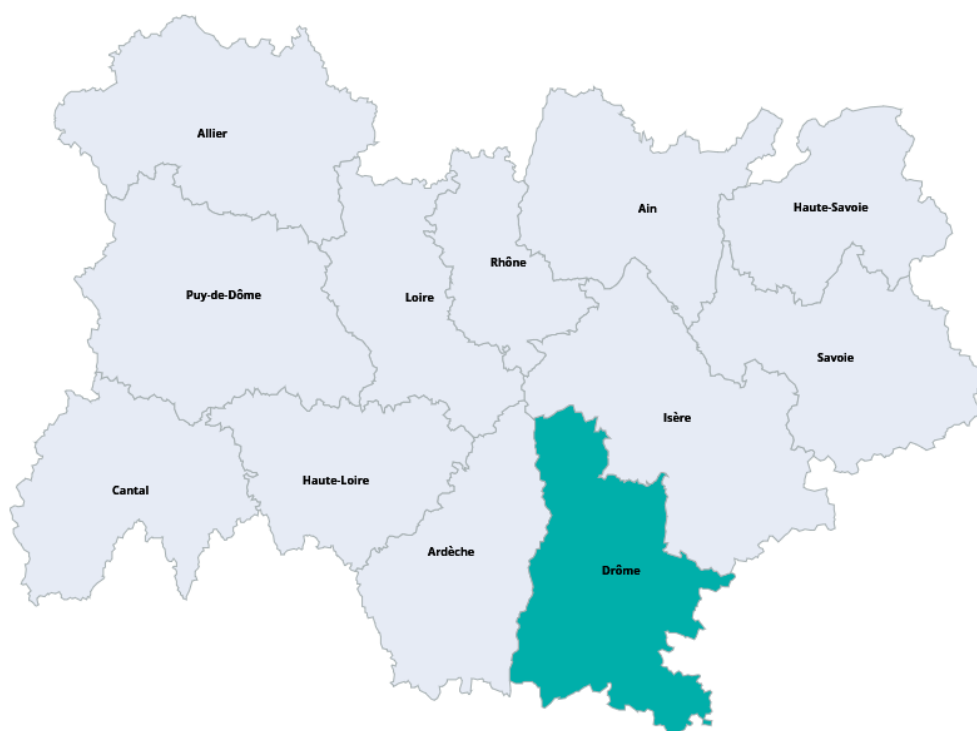 Allier
Ain
Haute-Savoie
Rhône
Puy-de-Dôme
Loire
Savoie
Isère
Haute-Loire
Cantal
Ardèche
Drôme